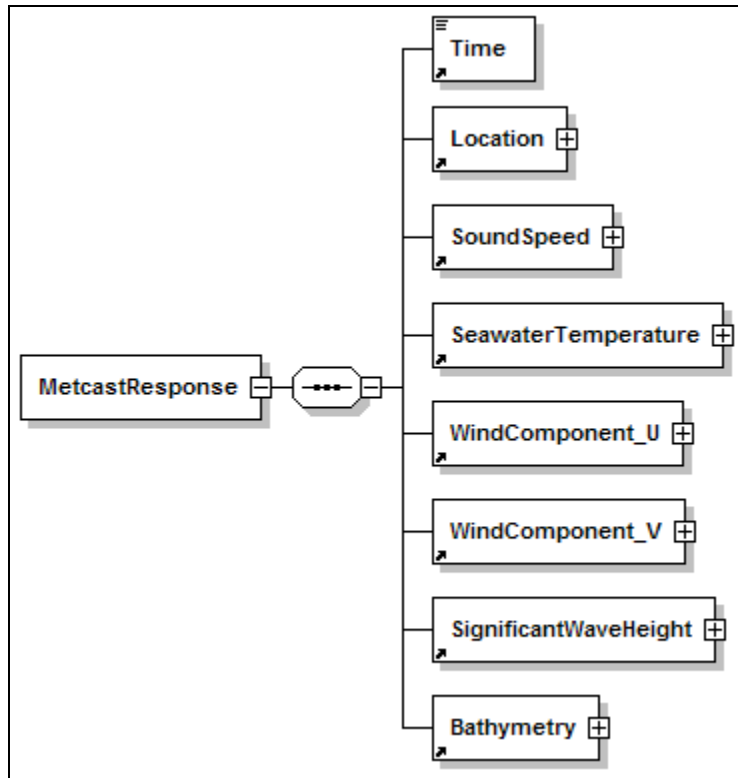 Time
Location
SoundSpeed
SeawaterTemperature
MetcastResponse
WindComponent_U
WindComponent_V
SignificantWaveHeight
Bathymetry